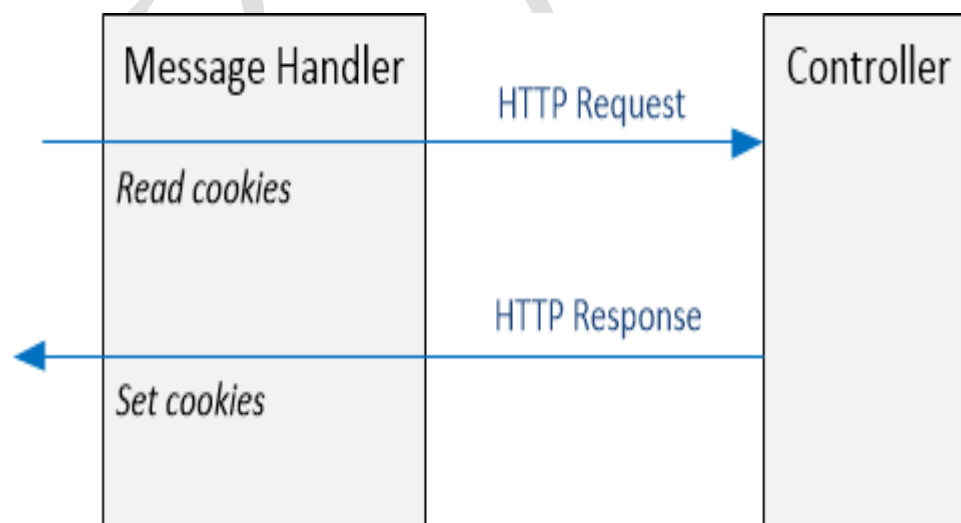 Message Handler
Controller
HTTP Request
Read cookies
HTTP Response
Set cookies